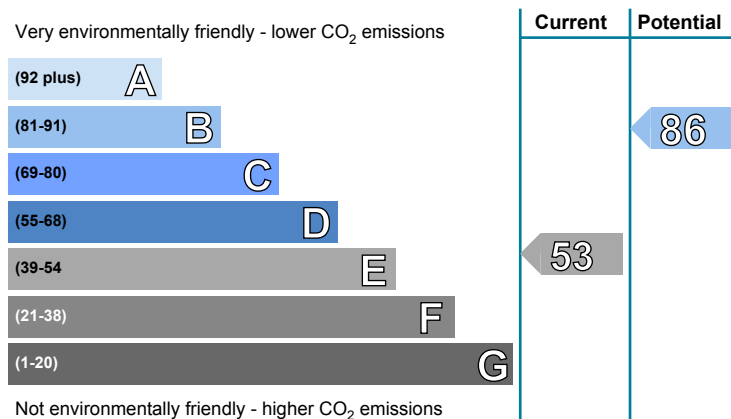 Current Potential
Very environmentally friendly - lower CO₂ emissions
(92 plus) A
(81-91) B
86
(69-80) C
(55-68) D
(39-54 E
53
(21-38) F
(1-20) G
Not environmentally friendly - higher CO₂ emissions